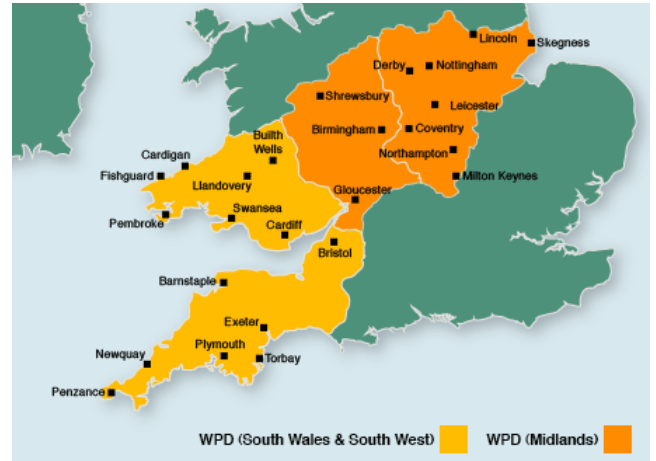 Lincoln
Skegness
Derby
Nottingham
Shrewsbury
Leicester
Birmingham
Coventry
Builth
Wells
Northampton
Cardigan
Fishguard
Llandovery
Milton Keynes
Gloucester
Swansea
Pembroke
Cardiff
Bristol
Barnstaple
Exeter
Plymouth
Newquay
Torbay
Penzance
WPD (South Wales & South West)
WPD (Midlands)